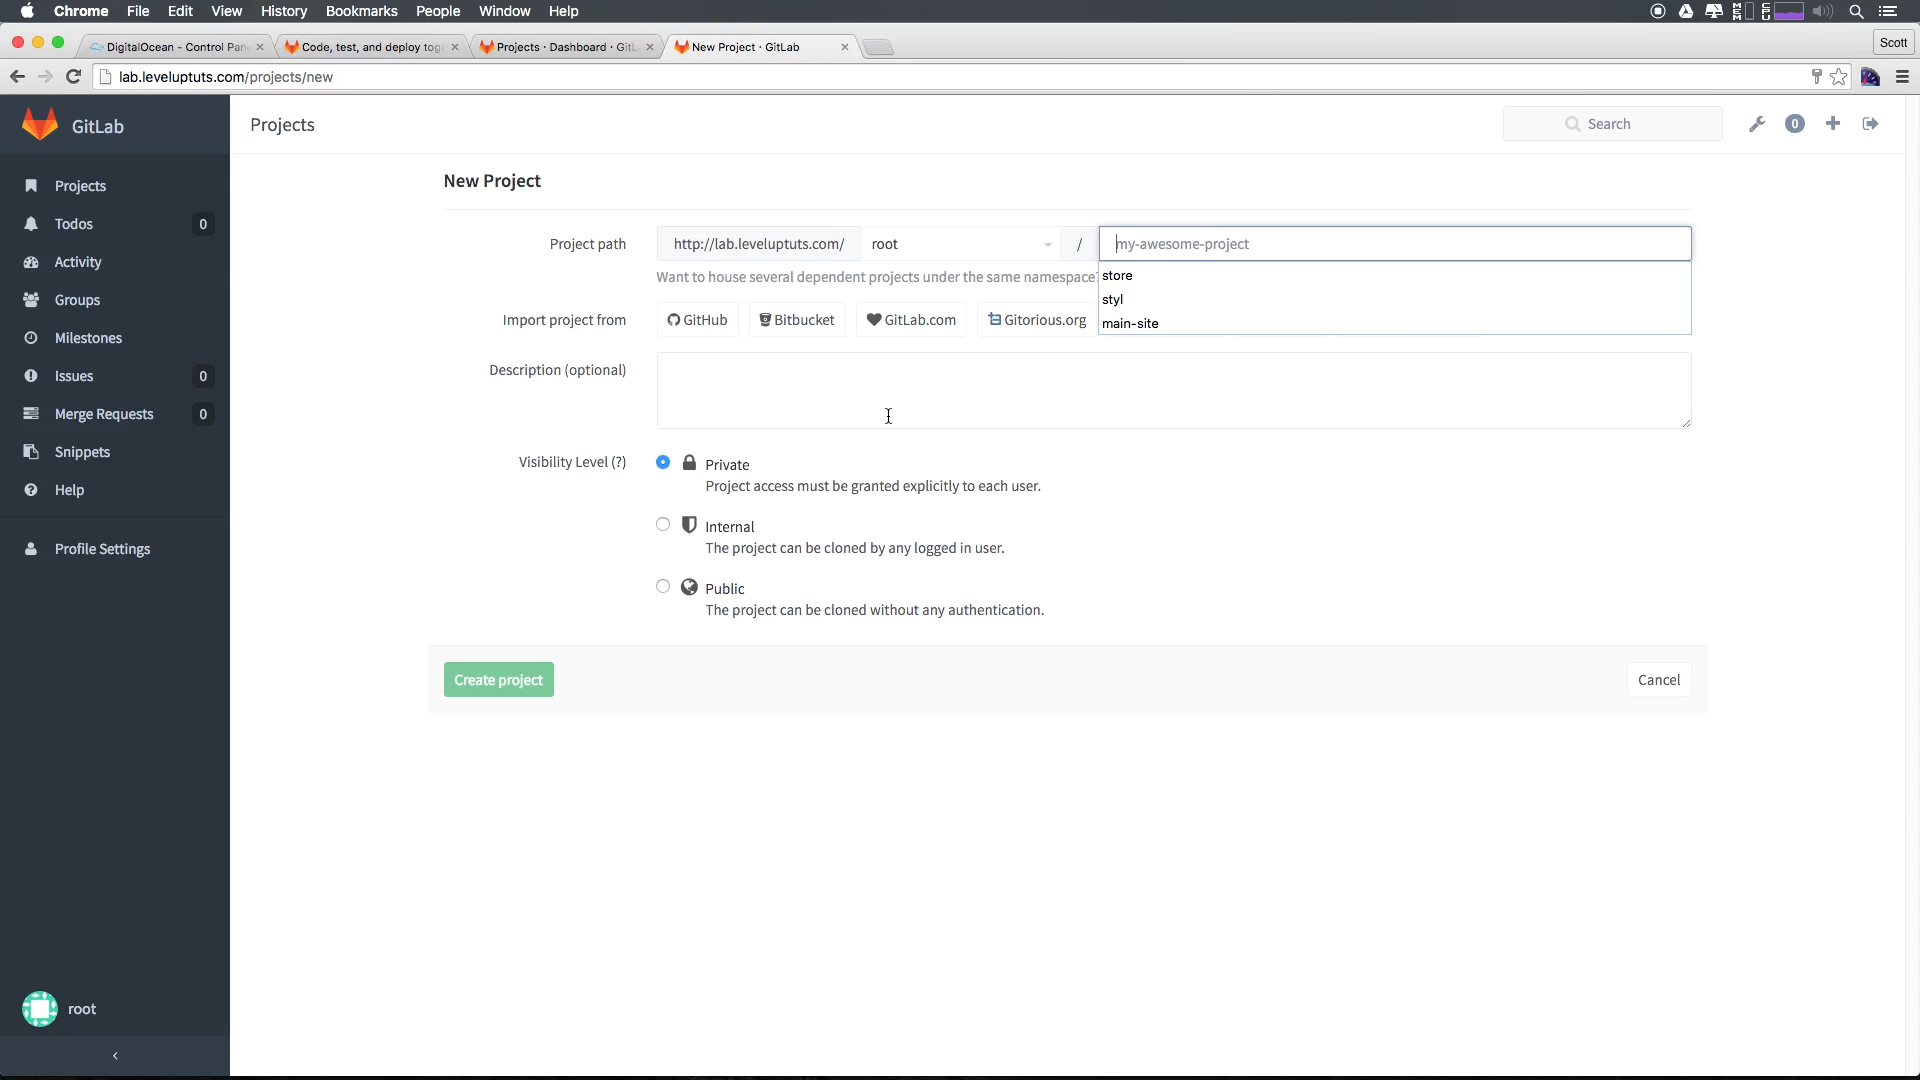 Chrome File Edit View History Bookmarks People Window Help
DigitalOcean - Control Pane
Code, test, and deploy tog
Projects · Dashboard · GitL
New Project · GitLab
Scott
lab.leveluptuts.com/projects/new
GitLab
Projects
Search
0
Projects
Todos 0
Activity
Groups
Milestones
Issues 0
Merge Requests 0
Snippets
Help
Profile Settings
root
New Project
Project path http://lab.leveluptuts.com/ root / my-awesome-project
Want to house several dependent projects under the same namespace?
store
styl
main-site
Import project from GitHub Bitbucket GitLab.com Gitorious.org
Description (optional)
Visibility Level (?)
Private
Project access must be granted explicitly to each user.
Internal
The project can be cloned by any logged in user.
Public
The project can be cloned without any authentication.
Create project
Cancel